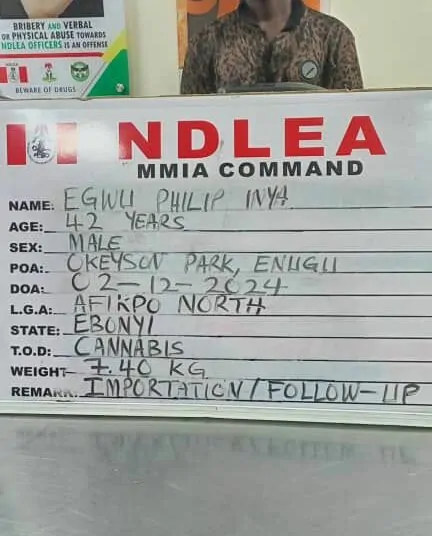 BRIBERY AND VERBAL
OR PHYSICAL ABUSE TOWARDS
NDLEA OFFICERS IS AN OFFENSE
BEWARE OF DRUGS
NDLEA
MMIA COMMAND
NAME: EGWU PHILIP INYA
AGE: 42 YEARS
SEX: MALE
POA: OKEYSON PARK, ENUGU
DOA: 02-12-2024
L.G.A: AFIKPO NORTH
STATE: EBONYI
T.O.D: CANNABIS
WEIGHT 7.40 KG
REMARK: IMPORTATION/FOLLOW-UP